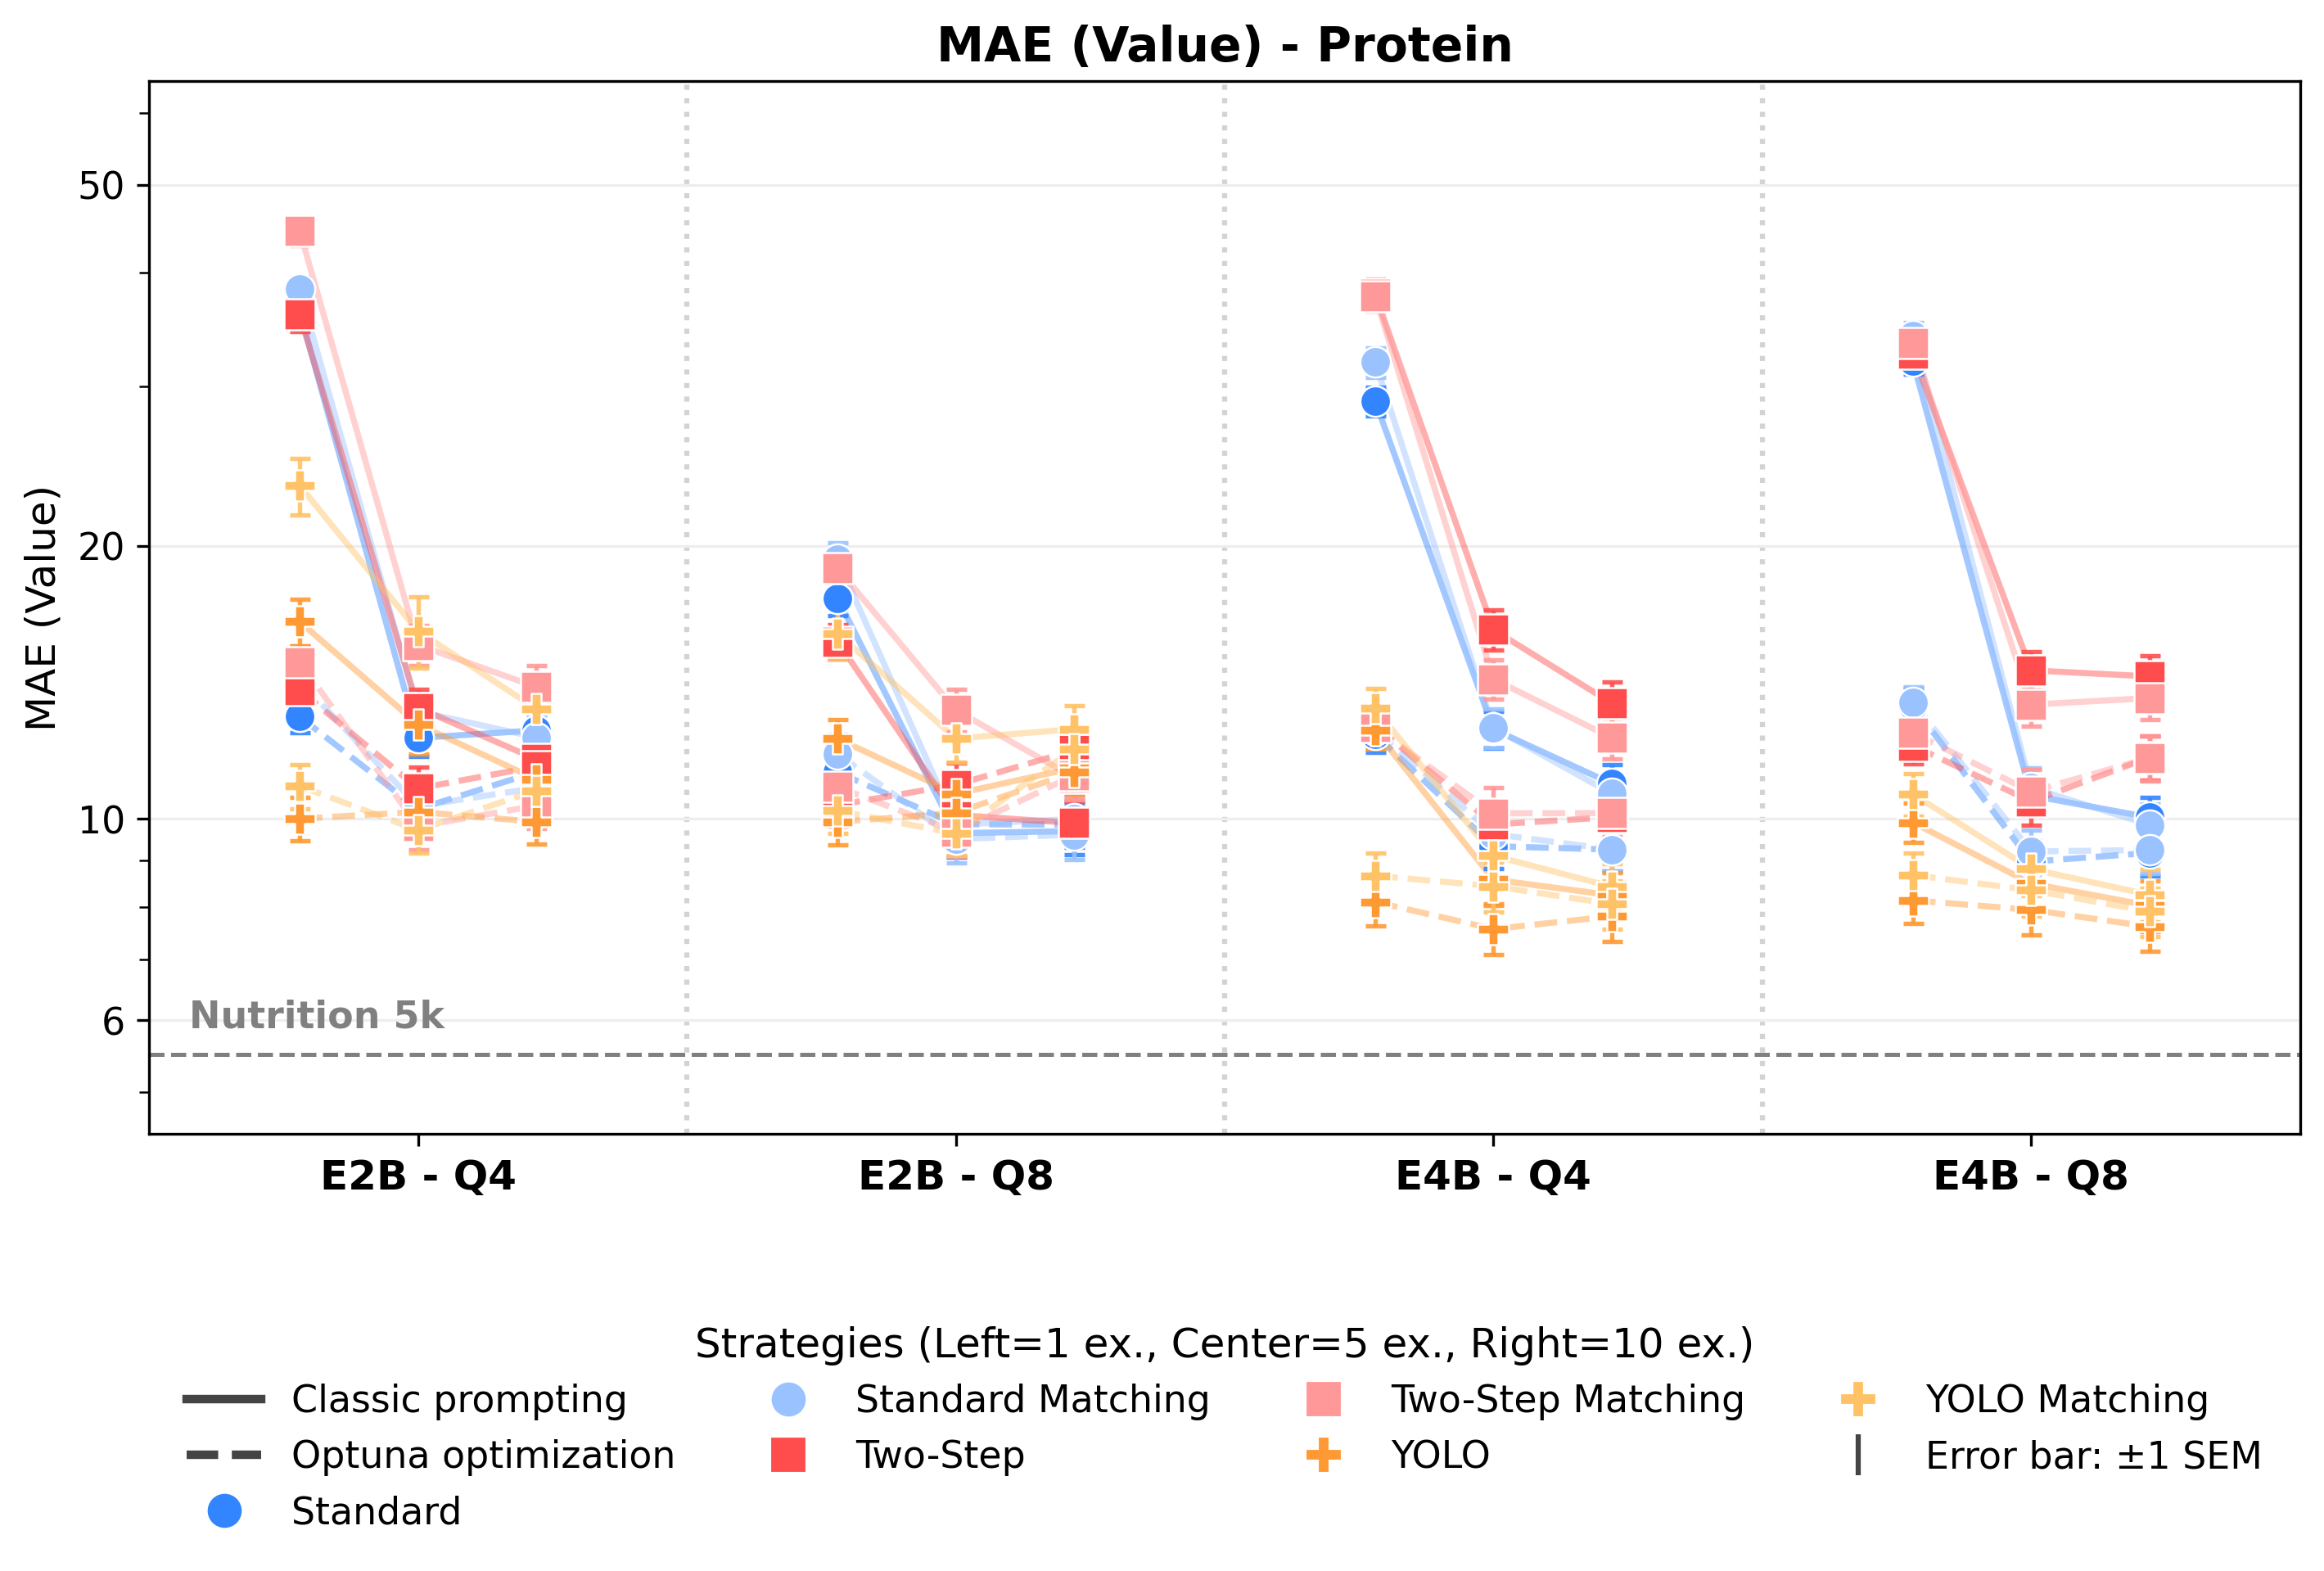 MAE (Value) - Protein
MAE (Value)
50
20
10
6
Nutrition 5k
E2B - Q4
E2B - Q8
E4B - Q4
E4B - Q8
Strategies (Left=1 ex., Center=5 ex., Right=10 ex.)
Classic prompting
Optuna optimization
Standard
Standard Matching
Two-Step
Two-Step Matching
YOLO
YOLO Matching
Error bar: ±1 SEM